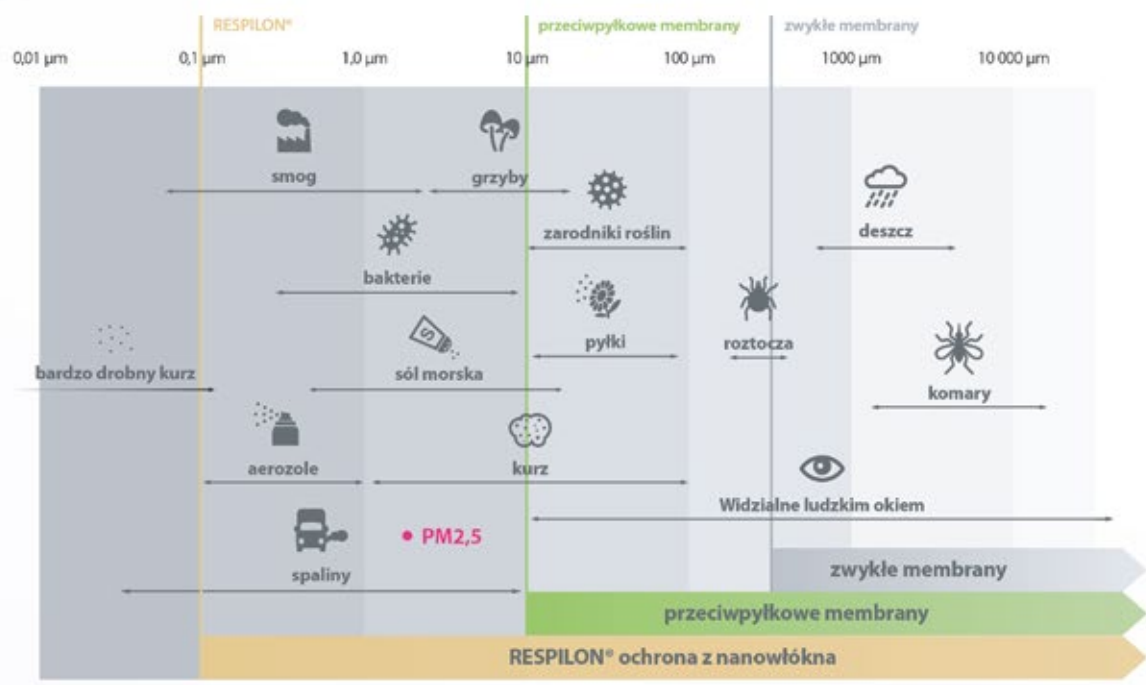 RESPILON®
przeciwpyłkowe membrany
zwykłe membrany
0,01 µm
0,1 µm
1,0 µm
10 µm
100 µm
1000 µm
10 000 µm
smog
grzyby
zarodniki roślin
deszcz
bakterie
pyłki
roztocza
bardzo drobny kurz
sól morska
S
komary
aerozole
kurz
Widzialne ludzkim okiem
PM2,5
spaliny
zwykłe membrany
przeciwpyłkowe membrany
RESPILON® ochrona z nanowłókna